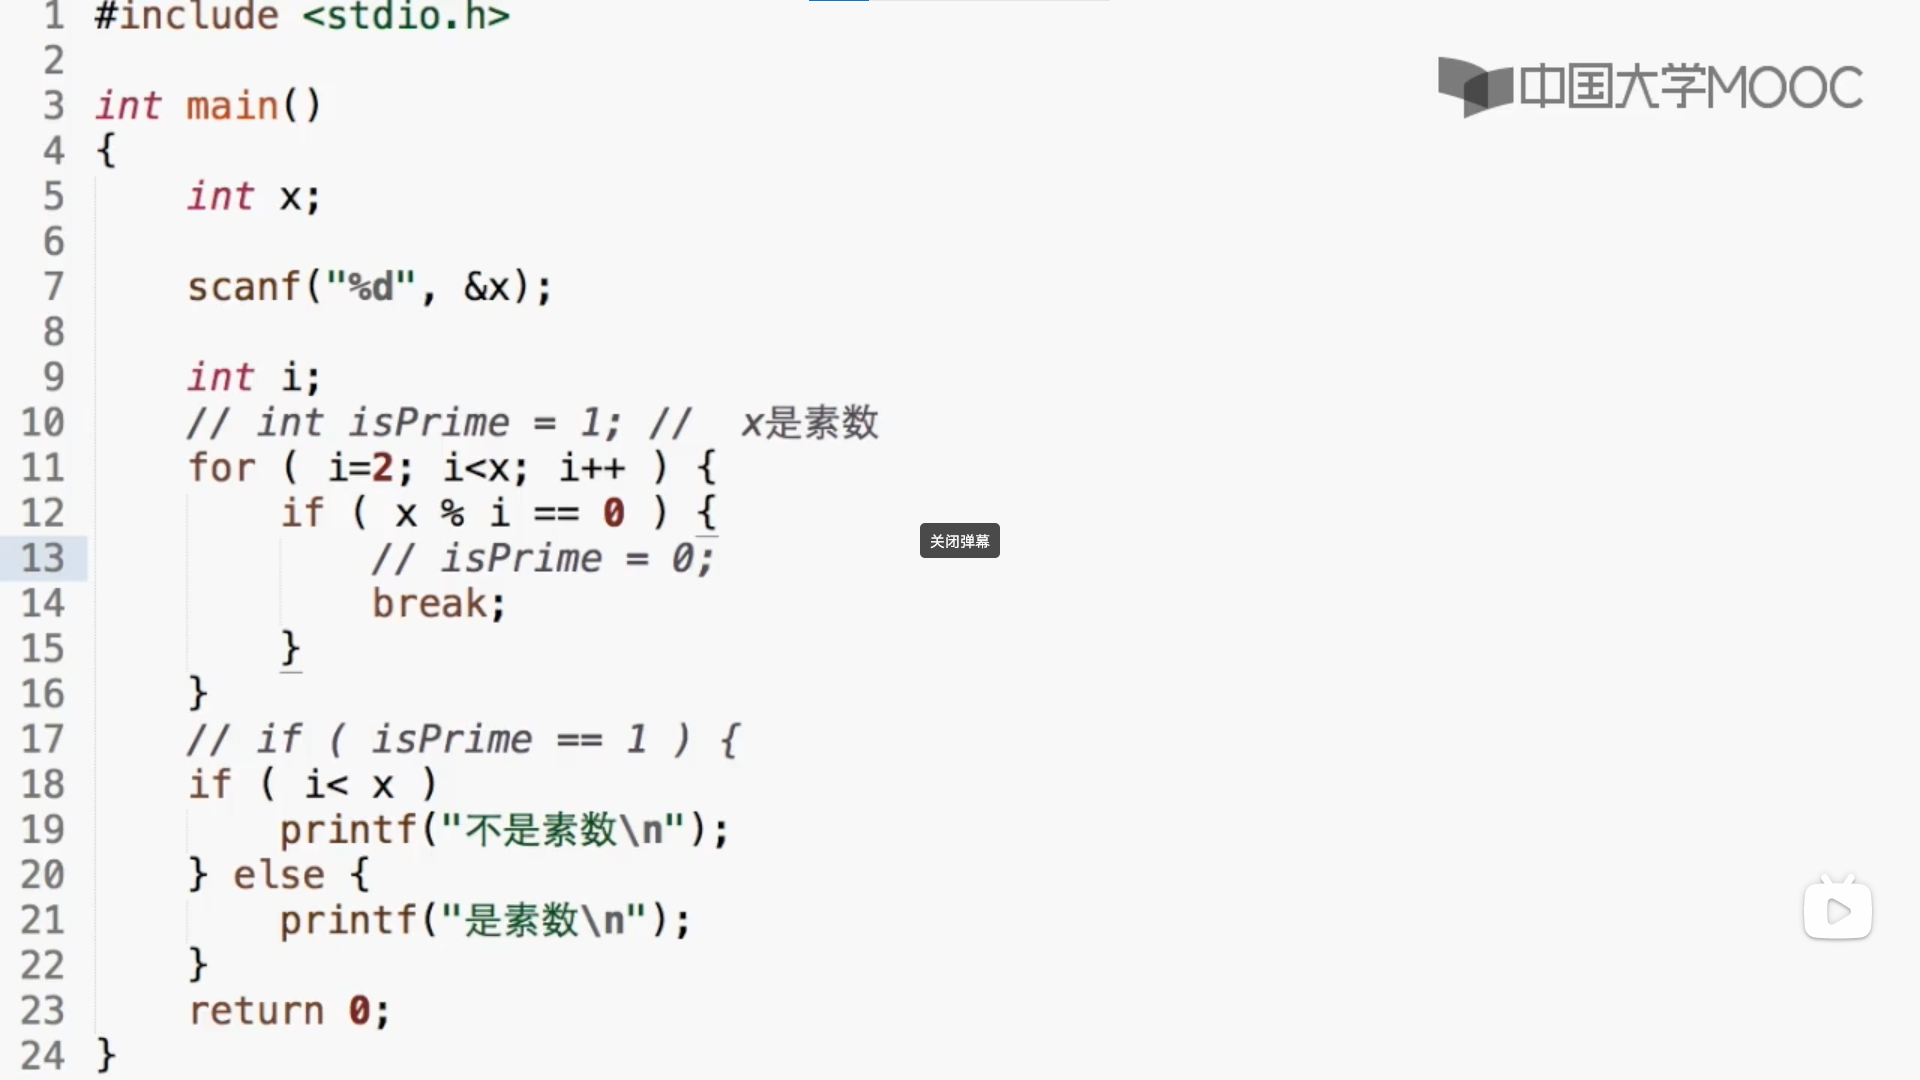 1 #include <stdio.h>
2
3 int main()
4 {
5 int x;
6
7 scanf("%d", &x);
8
9 int i;
10 // int isPrime = 1; // x是素数
11 for ( i=2; i<x; i++ ) {
12 if ( x % i == 0 ) {
13 // isPrime = 0;
14 break;
15 }
16 }
17 // if ( isPrime == 1 ) {
18 if ( i< x )
19 printf("不是素数\n");
20 } else {
21 printf("是素数\n");
22 }
23 return 0;
24 }
中国大学MOOC
关闭弹幕